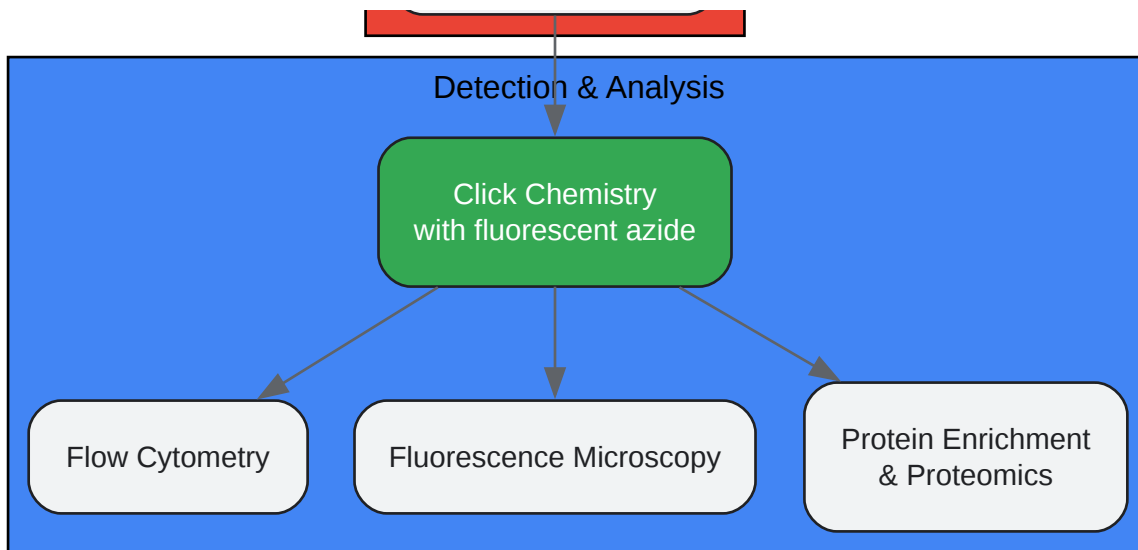 Detection & Analysis
Click Chemistry
with fluorescent azide
Flow Cytometry
Fluorescence Microscopy
Protein Enrichment
& Proteomics